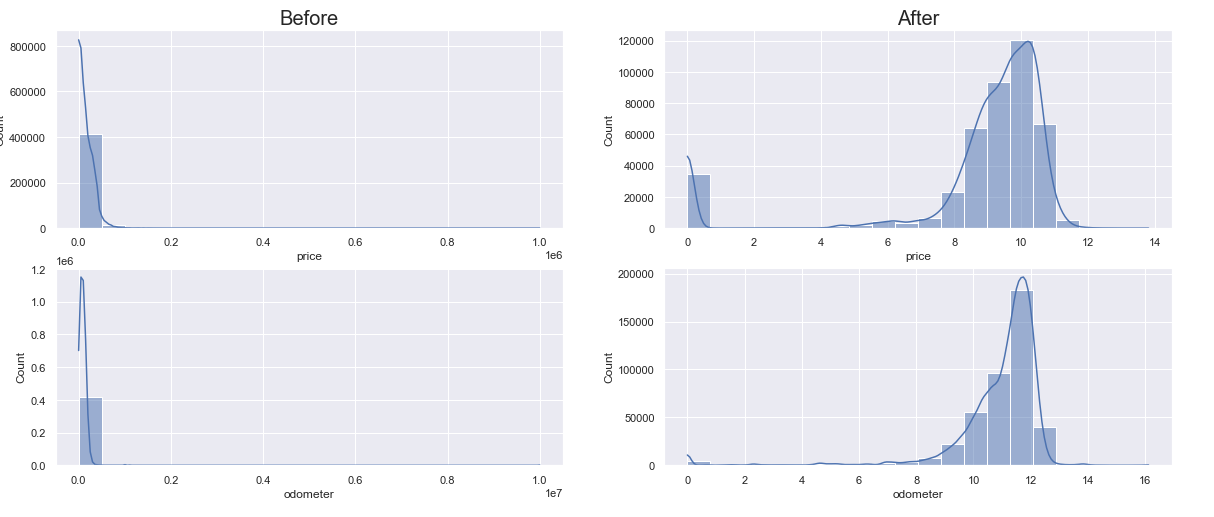 Before
After
800000
600000
400000
200000
0
Count
0.0 0.2 0.4 0.6 0.8 1.0
price
1e6
120000
100000
80000
60000
40000
20000
0
Count
0 2 4 6 8 10 12 14
price
1e6
1.2
1.0
0.8
0.6
0.4
0.2
0.0
Count
0.0 0.2 0.4 0.6 0.8 1.0
odometer
1e7
200000
150000
100000
50000
0
Count
0 2 4 6 8 10 12 14 16
odometer